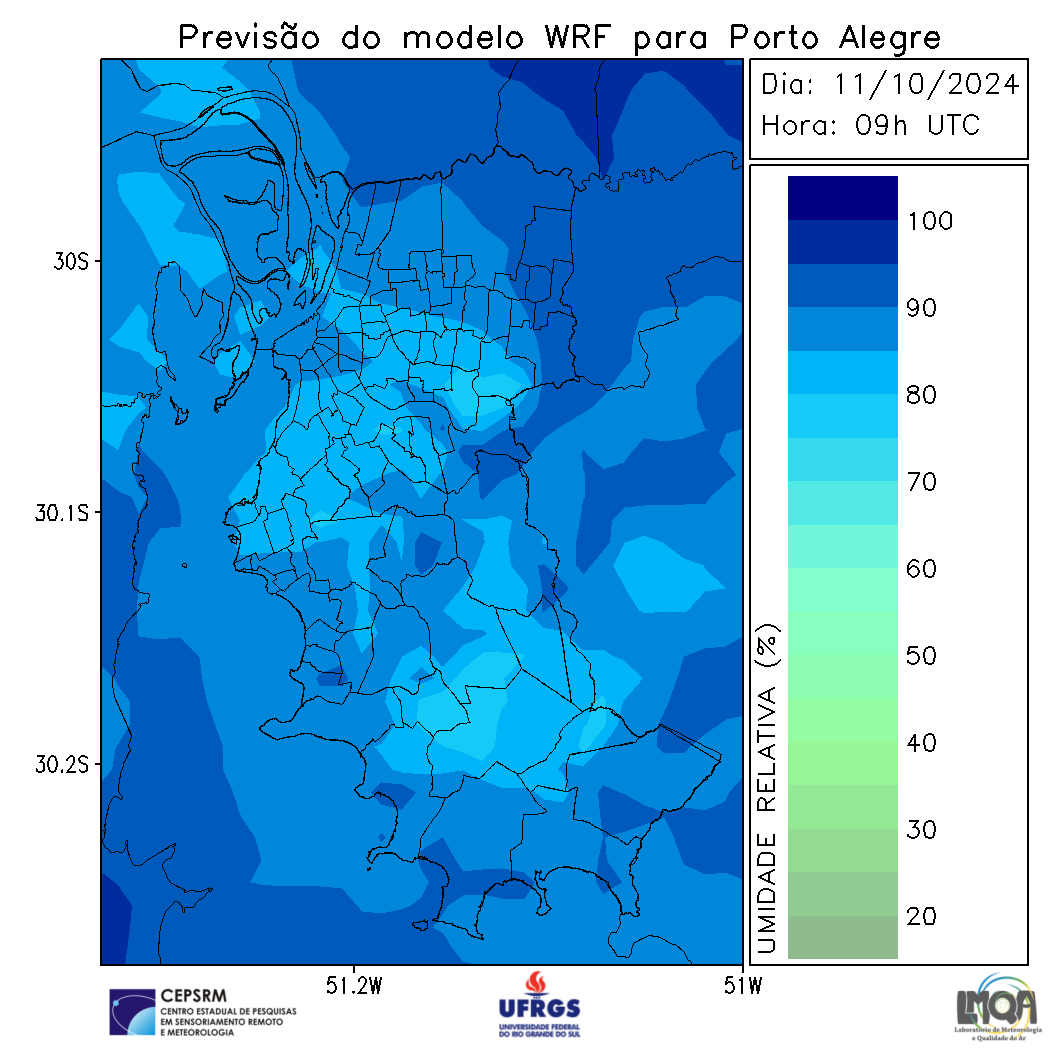 Previsão do modelo WRF para Porto Alegre
Dia: 11/10/2024
Hora: 09h UTC
30S
30.1S
30.2S
51.2W
51W
UMIDADE RELATIVA (%)
100
90
80
70
60
50
40
30
20
CEPSRM
CENTRO ESTADUAL DE PESQUISAS
EM SENSORIAMENTO REMOTO
E METEOROLOGIA
UFRGS
UNIVERSIDADE FEDERAL
DO RIO GRANDE DO SUL
LMQA
Laboratório de Meteorologia
e Qualidade do Ar